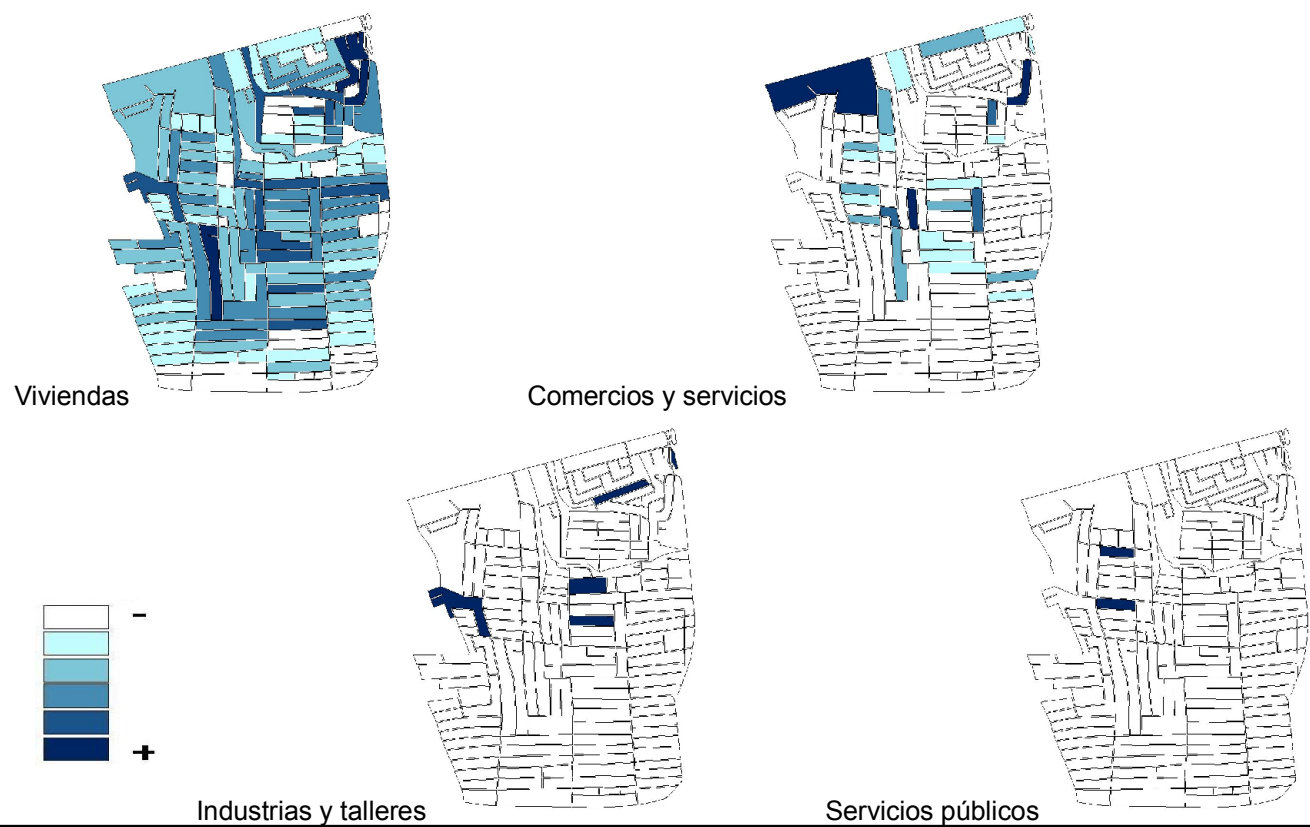 Viviendas
Comercios y servicios
-
+
Industrias y talleres
Servicios públicos